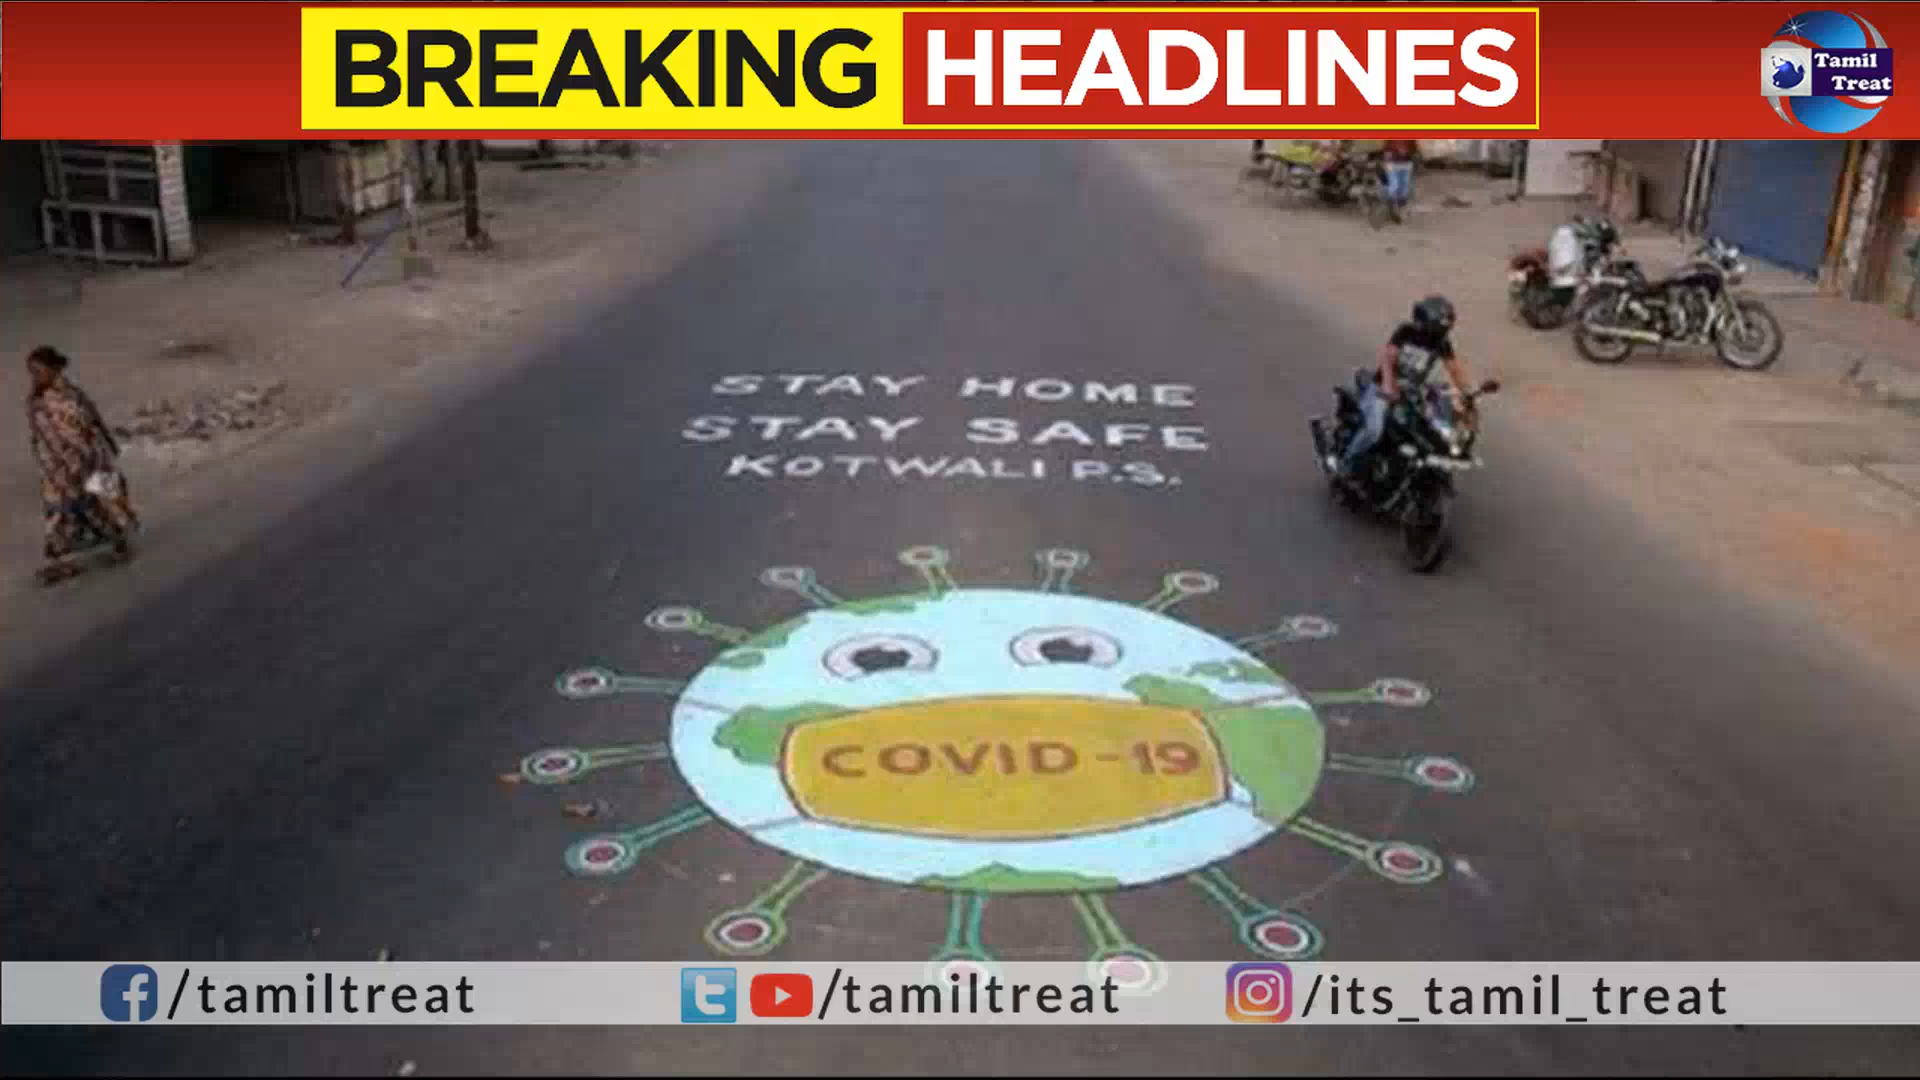 BREAKING HEADLINES
Tamil
Treat
STAY HOME
STAY SAFE
KOTWALI P.S.
COVID-19
/tamiltreat
/tamiltreat
/its_tamil_treat